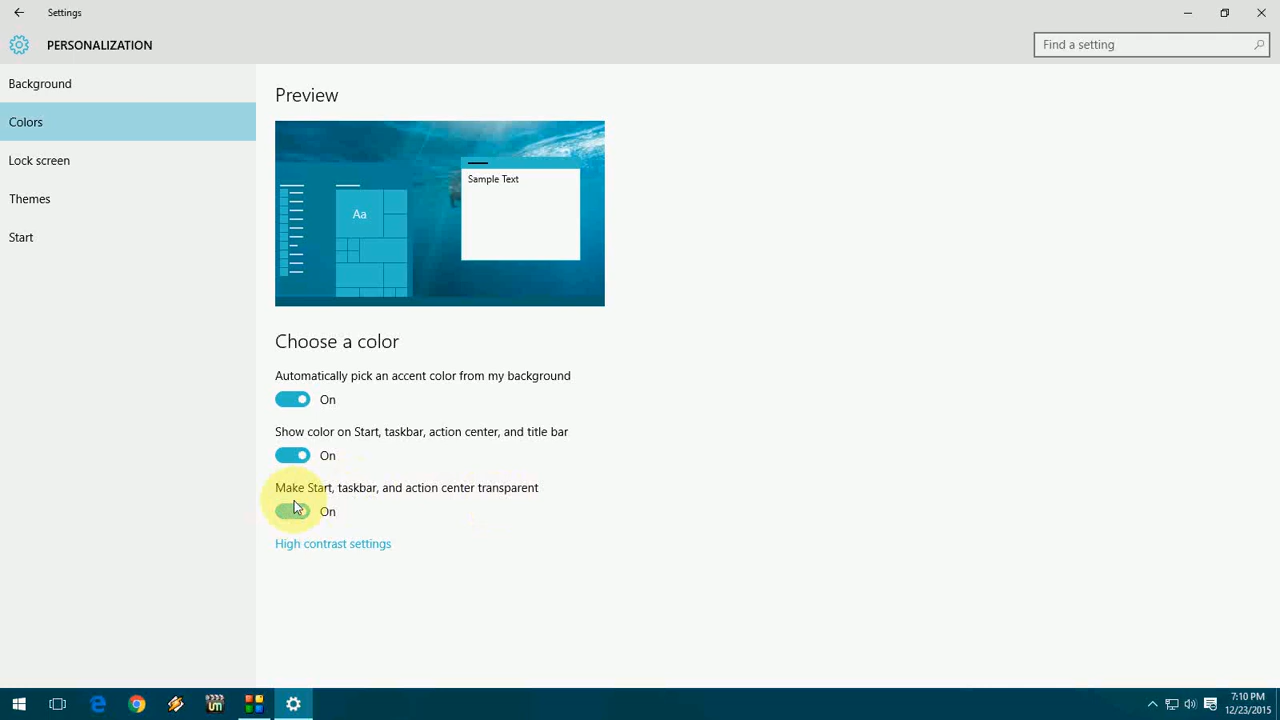 Settings
PERSONALIZATION
Find a setting
Background
Colors
Lock screen
Themes
Start
Preview
Sample Text
Aa
Choose a color
Automatically pick an accent color from my background
On
Show color on Start, taskbar, action center, and title bar
On
Make Start, taskbar, and action center transparent
On
High contrast settings
um
7:10 PM
12/23/2015